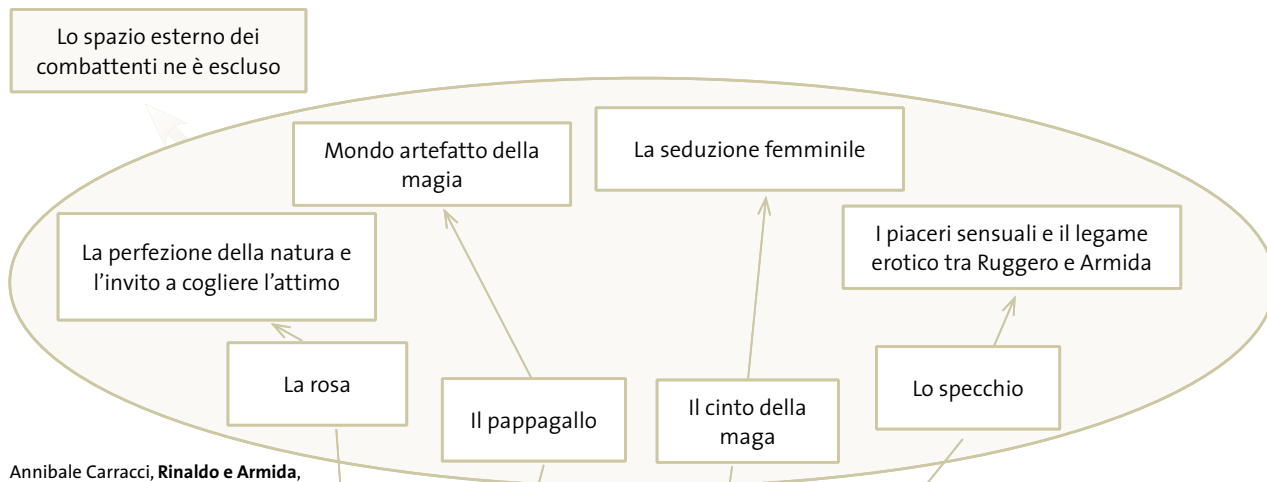 Lo spazio esterno dei
combattenti ne è escluso
Mondo artefatto della
magia
La seduzione femminile
La perfezione della natura e
l'invito a cogliere l'attimo
I piaceri sensuali e il legame
erotico tra Ruggero e Armida
La rosa
Il pappagallo
Il cinto della
maga
Lo specchio
Annibale Carracci, Rinaldo e Armida,